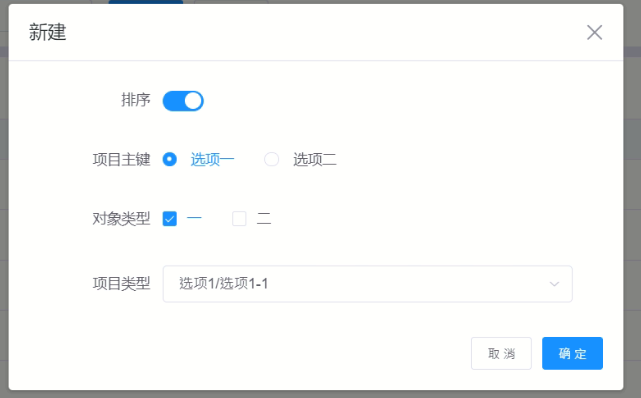 新建
排序
项目主键 选项一 选项二
对象类型 一 二
项目类型 选项1/选项1-1
取消 确定